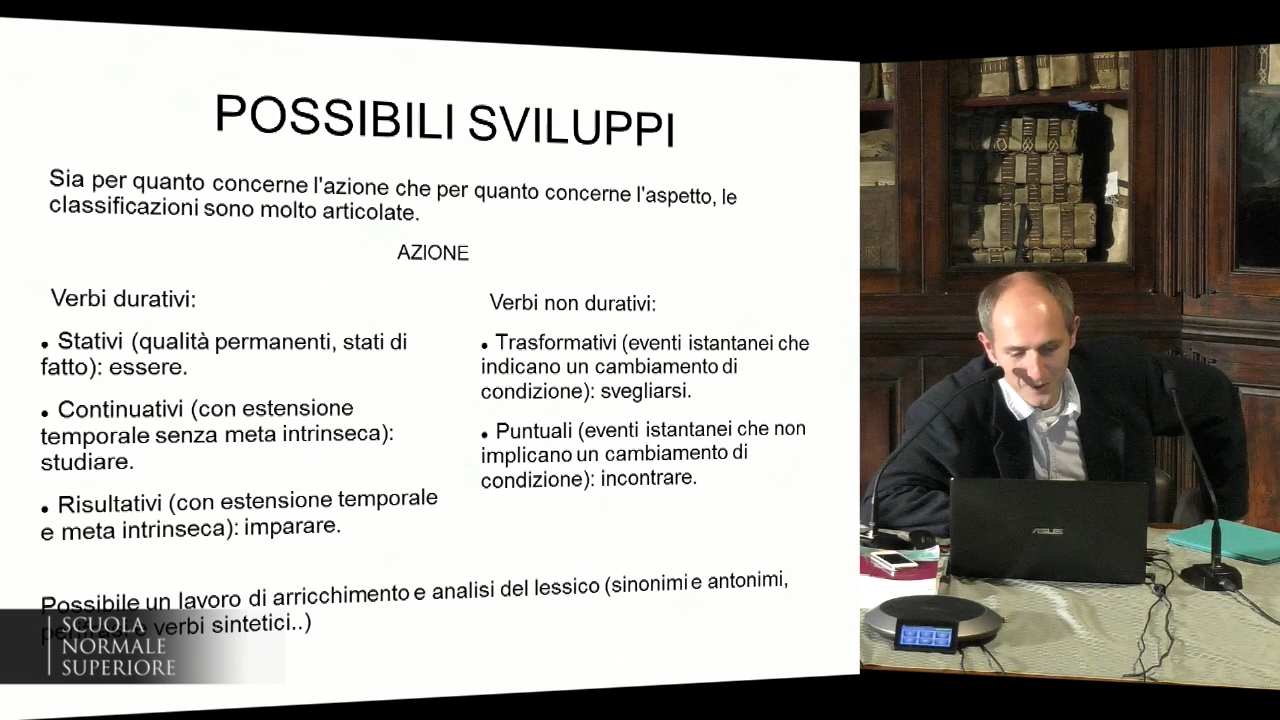 POSSIBILI SVILUPPI
Sia per quanto concerne l'azione che per quanto concerne l'aspetto, le
classificazioni sono molto articolate.
AZIONE
Verbi durativi:
• Stativi (qualità permanenti, stati di
fatto): essere.
• Continuativi (con estensione
temporale senza meta intrinseca):
studiare.
• Risultativi (con estensione temporale
e meta intrinseca): imparare.
Verbi non durativi:
• Trasformativi (eventi istantanei che
indicano un cambiamento di
condizione): svegliarsi.
• Puntuali (eventi istantanei che non
implicano un cambiamento di
condizione): incontrare.
Possibile un lavoro di arricchimento e analisi del lessico (sinonimi e antonimi,
verbi sintetici..)
SCUOLA
NORMALE
SUPERIORE
ASUS